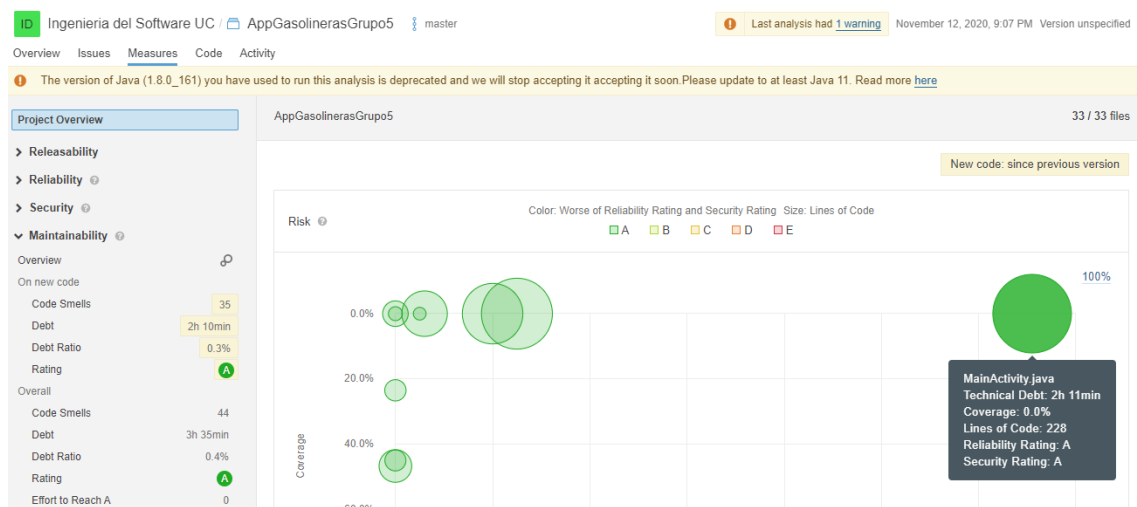 ID Ingenieria del Software UC / AppGasolinerasGrupo5 master
Last analysis had 1 warning November 12, 2020, 9:07 PM Version unspecified
Overview Issues Measures Code Activity
The version of Java (1.8.0_161) you have used to run this analysis is deprecated and we will stop accepting it accepting it soon.Please update to at least Java 11. Read more here
Project Overview
Releasability
Reliability
Security
Maintainability
Overview
On new code
Code Smells 35
Debt 2h 10min
Debt Ratio 0.3%
Rating A
Overall
Code Smells 44
Debt 3h 35min
Debt Ratio 0.4%
Rating A
Effort to Reach A 0
AppGasolinerasGrupo5 33 / 33 files
New code: since previous version
Risk
Color: Worse of Reliability Rating and Security Rating Size: Lines of Code
A B C D E
100%
0.0%
20.0%
40.0%
60.0%
Coverage
MainActivity.java
Technical Debt: 2h 11min
Coverage: 0.0%
Lines of Code: 228
Reliability Rating: A
Security Rating: A